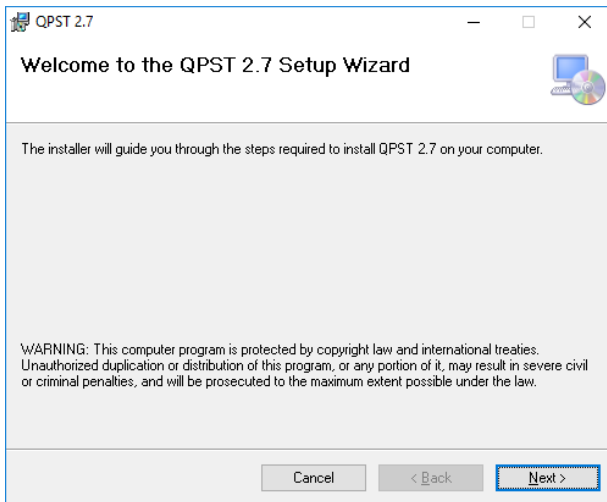 QPST 2.7
Welcome to the QPST 2.7 Setup Wizard
The installer will guide you through the steps required to install QPST 2.7 on your computer.
WARNING: This computer program is protected by copyright law and international treaties.
Unauthorized duplication or distribution of this program, or any portion of it, may result in severe civil
or criminal penalties, and will be prosecuted to the maximum extent possible under the law.
Cancel < Back Next >